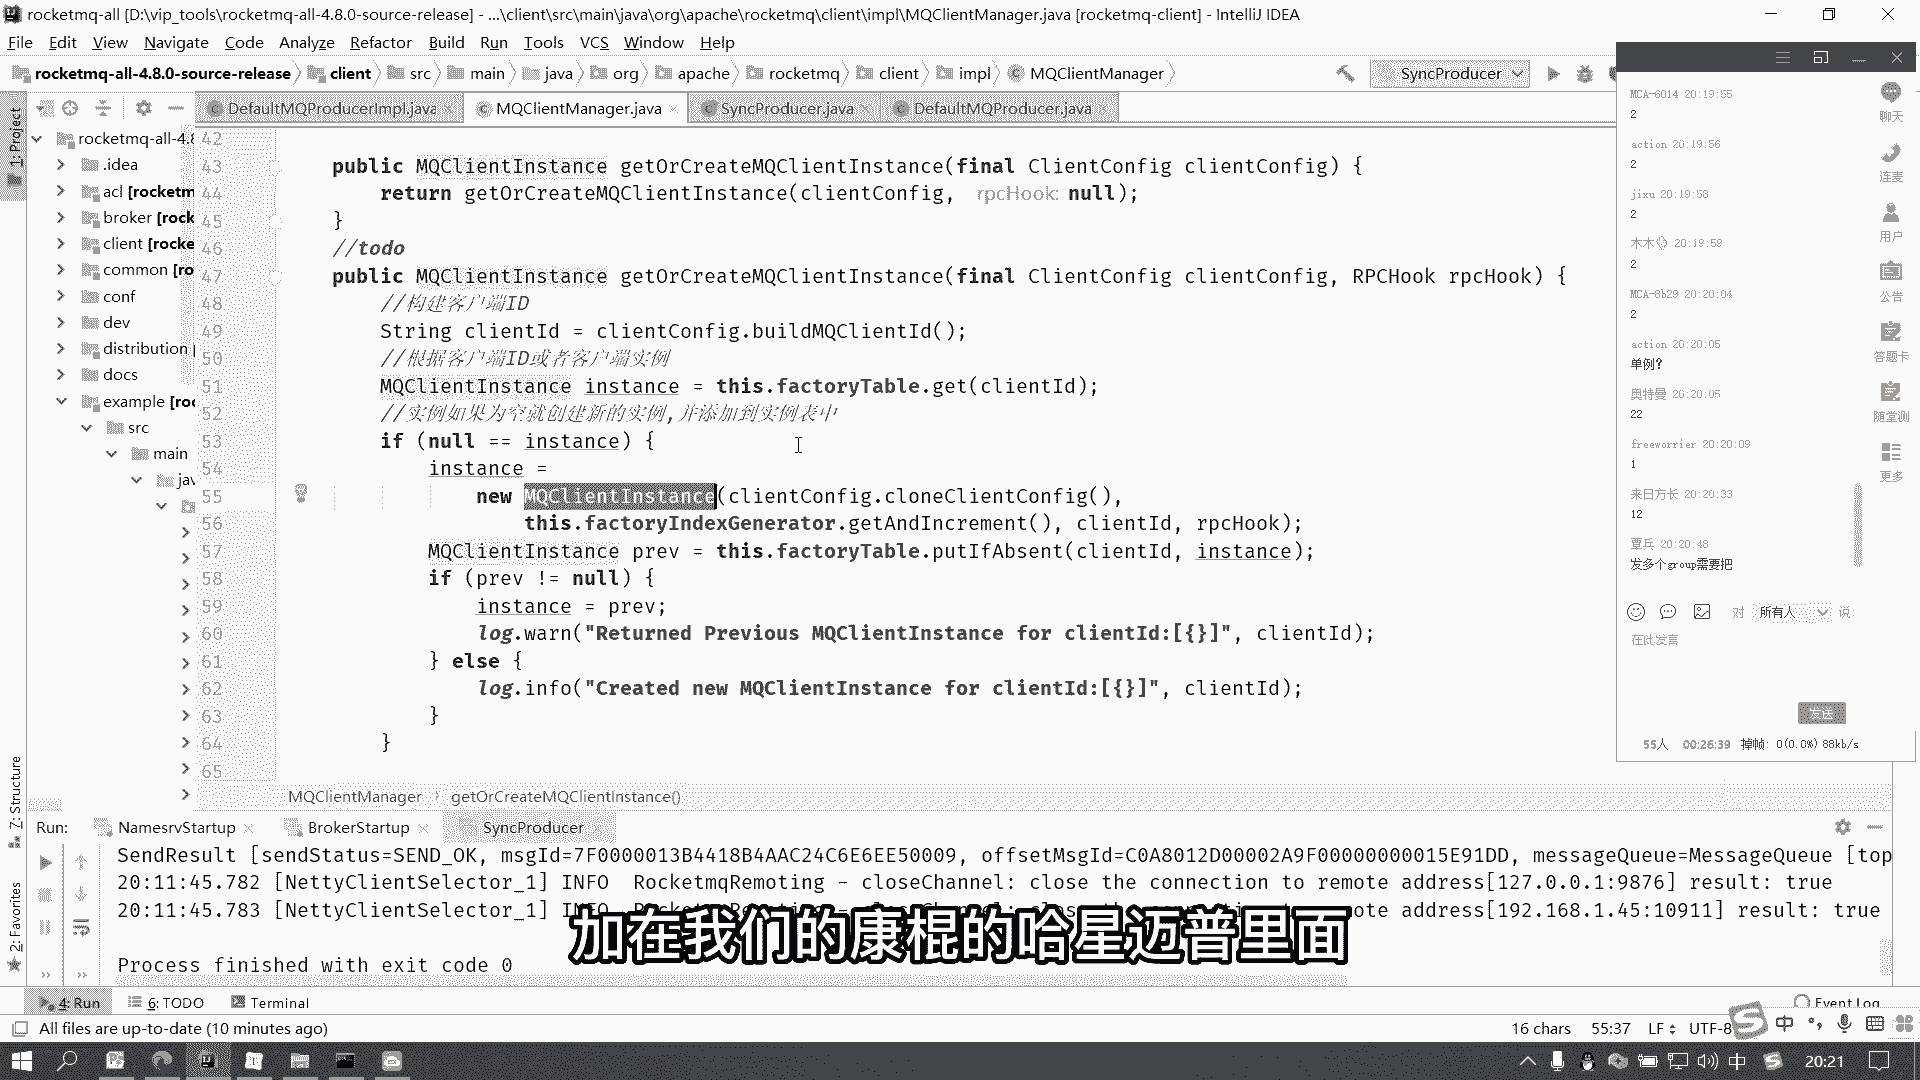 rocketmq-all [D:\vip_tools\rocketmq-all-4.8.0-source-release] - ...\client\src\main\java\org\apache\rocketmq\client\impl\MQClientManager.java [rocketmq-client] - IntelliJ IDEA
File Edit View Navigate Code Analyze Refactor Build Run Tools VCS Window Help
rocketmq-all-4.8.0-source-release client src main java org apache rocketmq client impl MQClientManager SyncProducer
DefaultMQProducerImpl.java MQClientManager.java SyncProducer.java DefaultMQProducer.java
1: Project
rocketmq-all-4.8
.idea
acl [rocketm
broker [rock
client [rocke
common [ro
conf
dev
distribution
docs
example [ro
src
main
jav
42
43 public MQClientInstance getOrCreateMQClientInstance(final ClientConfig clientConfig) {
44 return getOrCreateMQClientInstance(clientConfig, rpcHook: null);
45 }
46 //todo
47 public MQClientInstance getOrCreateMQClientInstance(final ClientConfig clientConfig, RPCHook rpcHook) {
48 //构建客户端ID
49 String clientId = clientConfig.buildMQClientId();
50 //根据客户端ID或者客户端实例
51 MQClientInstance instance = this.factoryTable.get(clientId);
52 //实例如果为空就创建新的实例,并添加到实例表中
53 if (null == instance) {
54 instance =
55 new MQClientInstance(clientConfig.cloneClientConfig(),
56 this.factoryIndexGenerator.getAndIncrement(), clientId, rpcHook);
57 MQClientInstance prev = this.factoryTable.putIfAbsent(clientId, instance);
58 if (prev != null) {
59 instance = prev;
60 log.warn("Returned Previous MQClientInstance for clientId:[{}]", clientId);
61 } else {
62 log.info("Created new MQClientInstance for clientId:[{}]", clientId);
63 }
64 }
65
MQClientManager getOrCreateMQClientInstance()
MCA-6014 20:19:55
2
action 20:19:56
2
jixu 20:19:58
2
20:19:59
2
MCA-8b29 20:20:04
2
action 20:20:05
单例?
奥特曼 20:20:05
22
freeworrier 20:20:09
1
来日方长 20:20:33
12
覃兵 20:20:48
发多个group需要把
对 所有人 说:
在此发言
发送
55人 00:26:39 掉帧: 0(0.0%) 88kb/s
聊天
连麦
用户
公告
答题卡
随堂测
更多
7: Structure
2: Favorites
Run: NamesrvStartup BrokerStartup SyncProducer
SendResult [sendStatus=SEND_OK, msgId=7F0000013B4418B4AAC24C6E6EE50009, offsetMsgId=C0A8012D00002A9F00000000015E91DD, messageQueue=MessageQueue [top
20:11:45.782 [NettyClientSelector_1] INFO RocketmqRemoting - closeChannel: close the connection to remote address[127.0.0.1:9876] result: true
20:11:45.783 [NettyClientSelector_1] INFO remote address[192.168.1.45:10911] result: true
加在我们的康棍的哈星迈普里面
Process finished with exit code 0
4: Run 6: TODO Terminal Event Log
All files are up-to-date (10 minutes ago) 16 chars 55:37 LF UTF-8 中
中 20:21